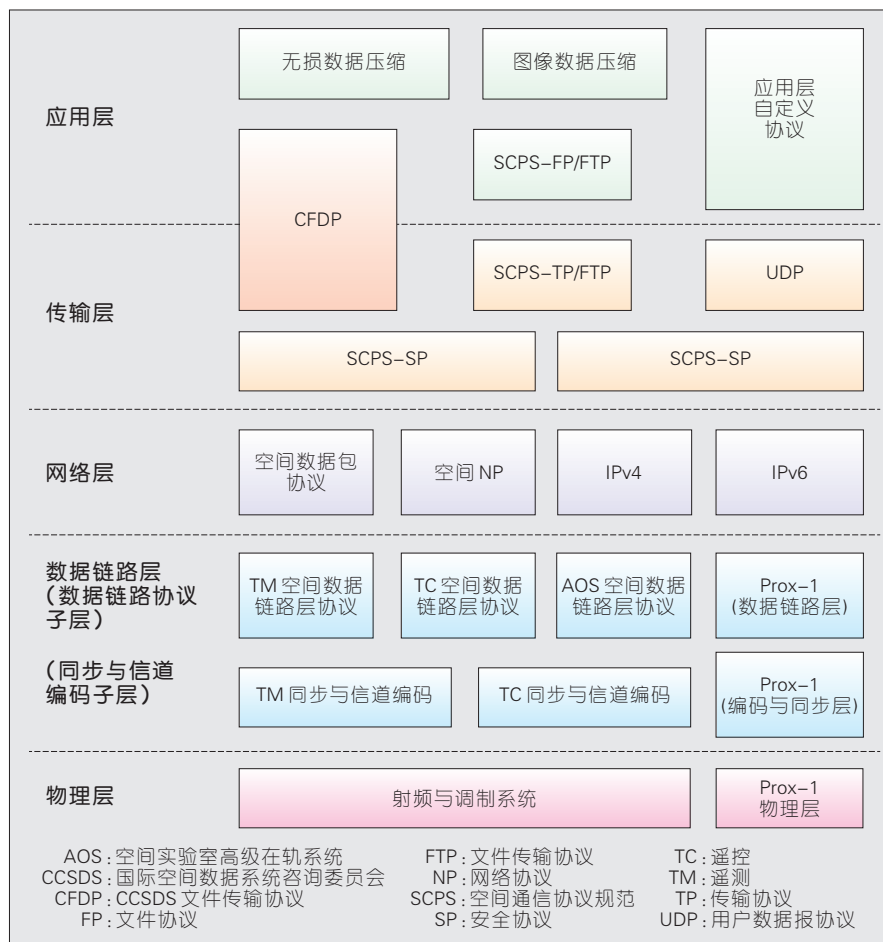 无损数据压缩
图像数据压缩
应用层
自定义
协议
应用层
SCPS–FP/FTP
CFDP
SCPS–TP/FTP
UDP
传输层
SCPS–SP
SCPS–SP
网络层
空间数据包
协议
空间 NP
IPv4
IPv6
数据链路层
(数据链路协议
子层)
TM 空间数据
链路层协议
TC 空间数据
链路层协议
AOS 空间数据
链路层协议
Prox–1
(数据链路层)
(同步与信道
编码子层)
TM 同步与信道编码
TC 同步与信道编码
Prox–1
(编码与同步层)
物理层
射频与调制系统
Prox–1
物理层
AOS:空间实验室高级在轨系统
CCSDS:国际空间数据系统咨询委员会
CFDP:CCSDS 文件传输协议
FP:文件协议
FTP:文件传输协议
NP:网络协议
SCPS:空间通信协议规范
SP:安全协议
TC:遥控
TM:遥测
TP:传输协议
UDP:用户数据报协议